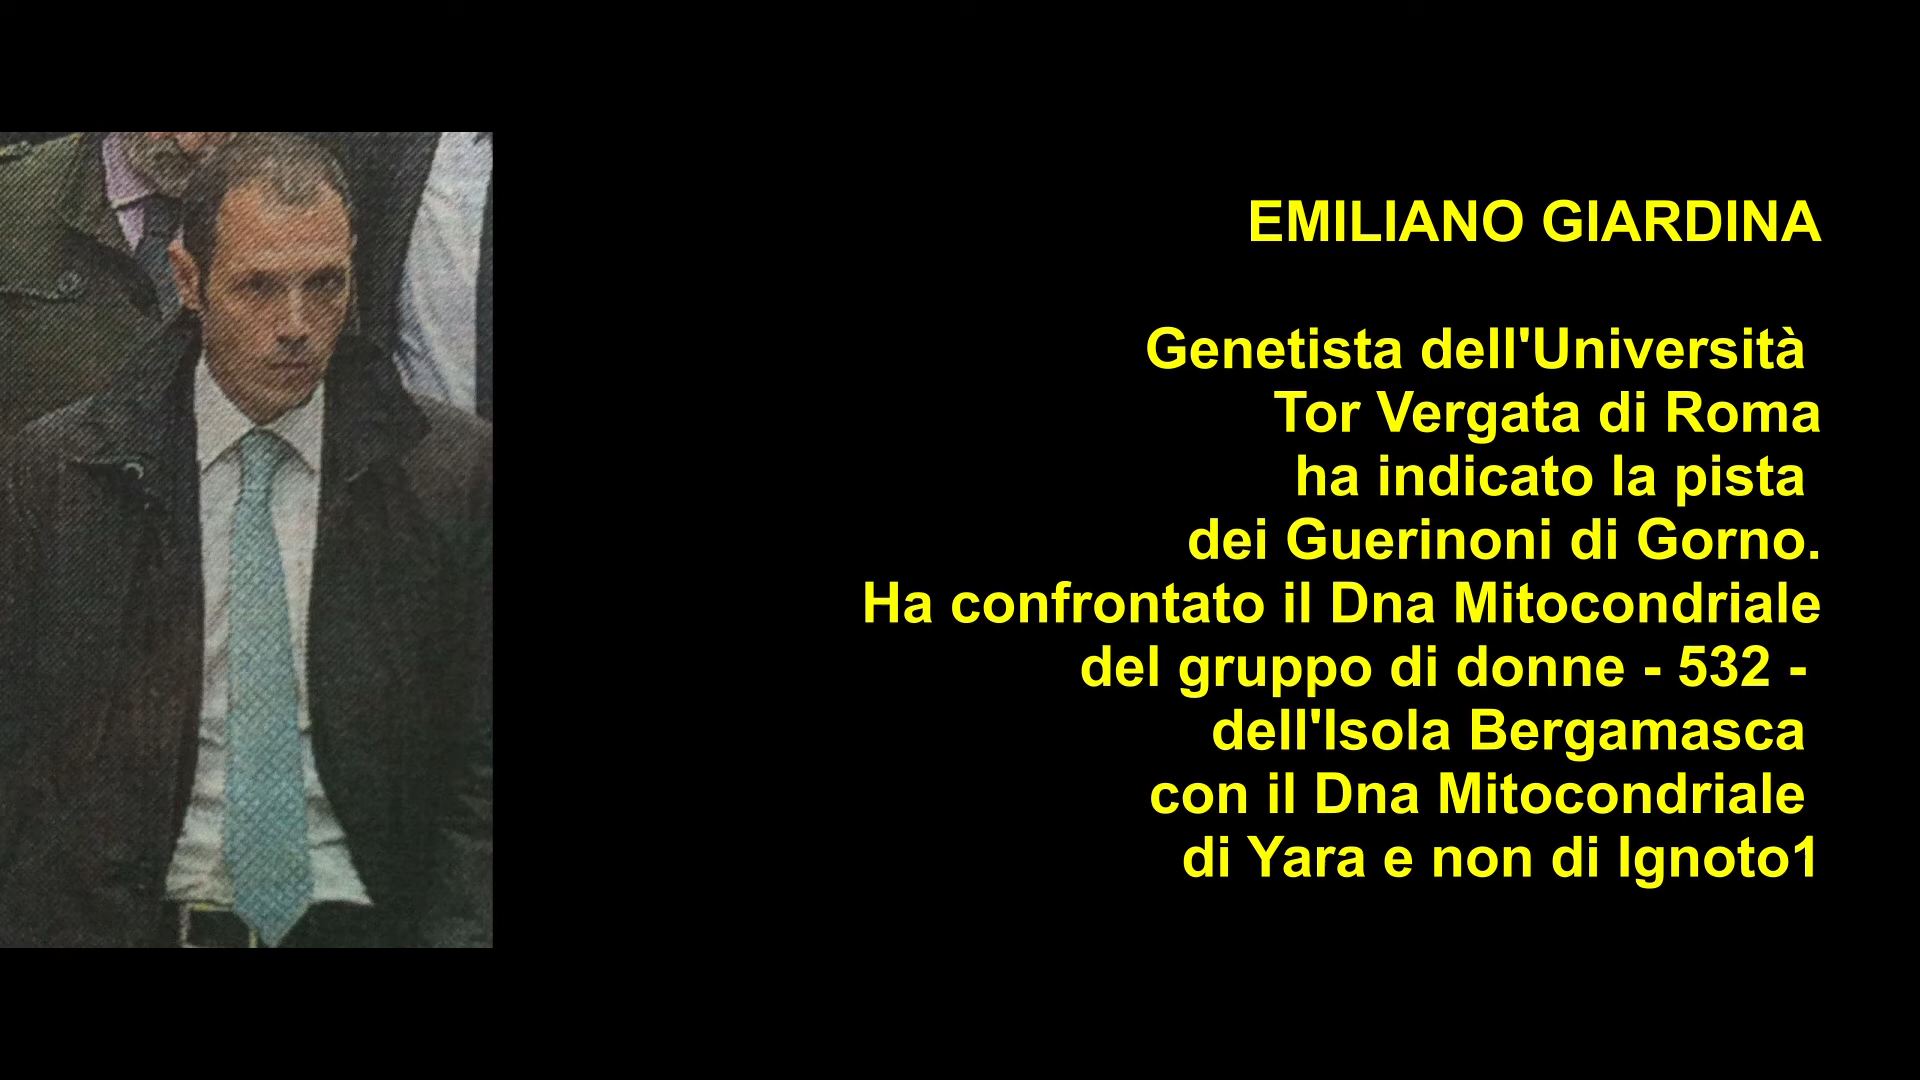 EMILIANO GIARDINA
Genetista dell'Università
Tor Vergata di Roma
ha indicato la pista
dei Guerinoni di Gorno.
Ha confrontato il Dna Mitocondriale
del gruppo di donne - 532 -
dell'Isola Bergamasca
con il Dna Mitocondriale
di Yara e non di Ignoto1